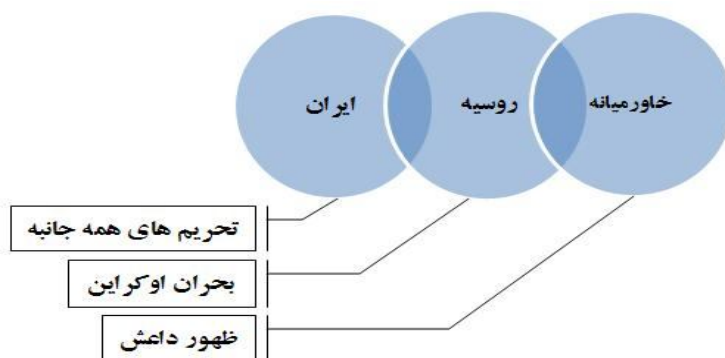 خاورمیانه
روسیه
ایران
تحریم های همه جانبه
بحران اوکراین
ظهور داعش